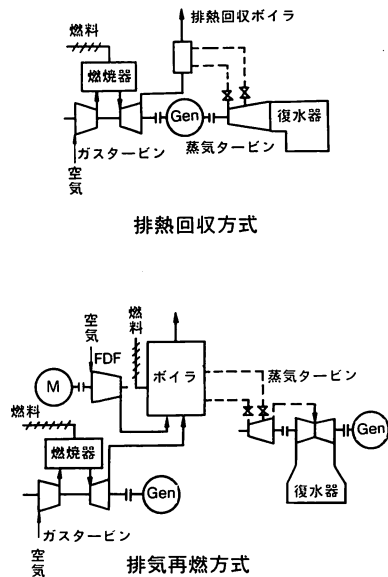 排熱回収ボイラ
燃料
燃焼器
Gen
復水器
ガスタービン
蒸気タービン
空気
排熱回収方式
空気
燃料
FDF
ボイラ
M
蒸気タービン
燃料
燃焼器
Gen
Gen
復水器
ガスタービン
空気
排気再燃方式